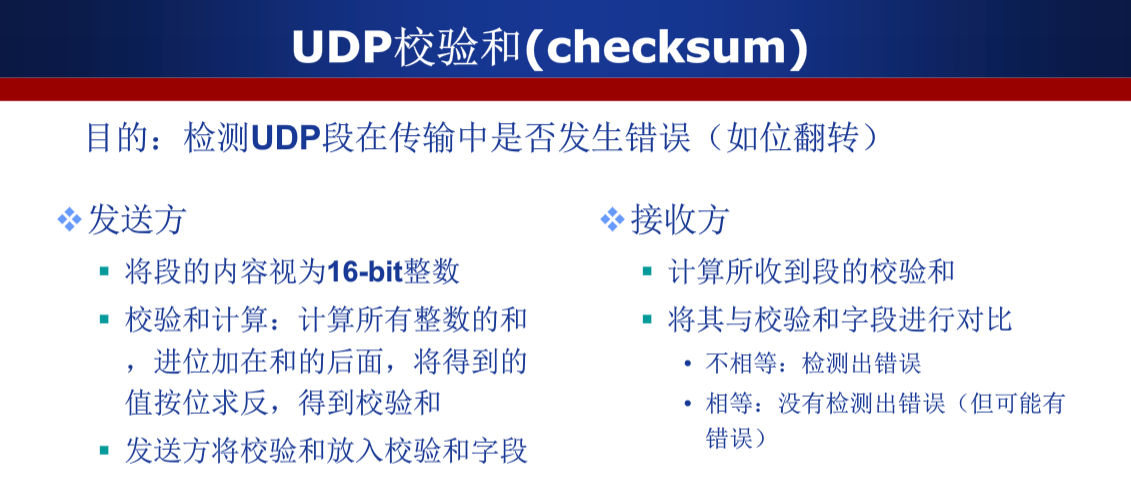 UDP校验和(checksum)
目的：检测UDP段在传输中是否发生错误（如位翻转）
发送方
将段的内容视为16-bit整数
校验和计算：计算所有整数的和
，进位加在和的后面，将得到的
值按位求反，得到校验和
发送方将校验和放入校验和字段
接收方
计算所收到段的校验和
将其与校验和字段进行对比
不相等：检测出错误
相等：没有检测出错误（但可能有
错误）